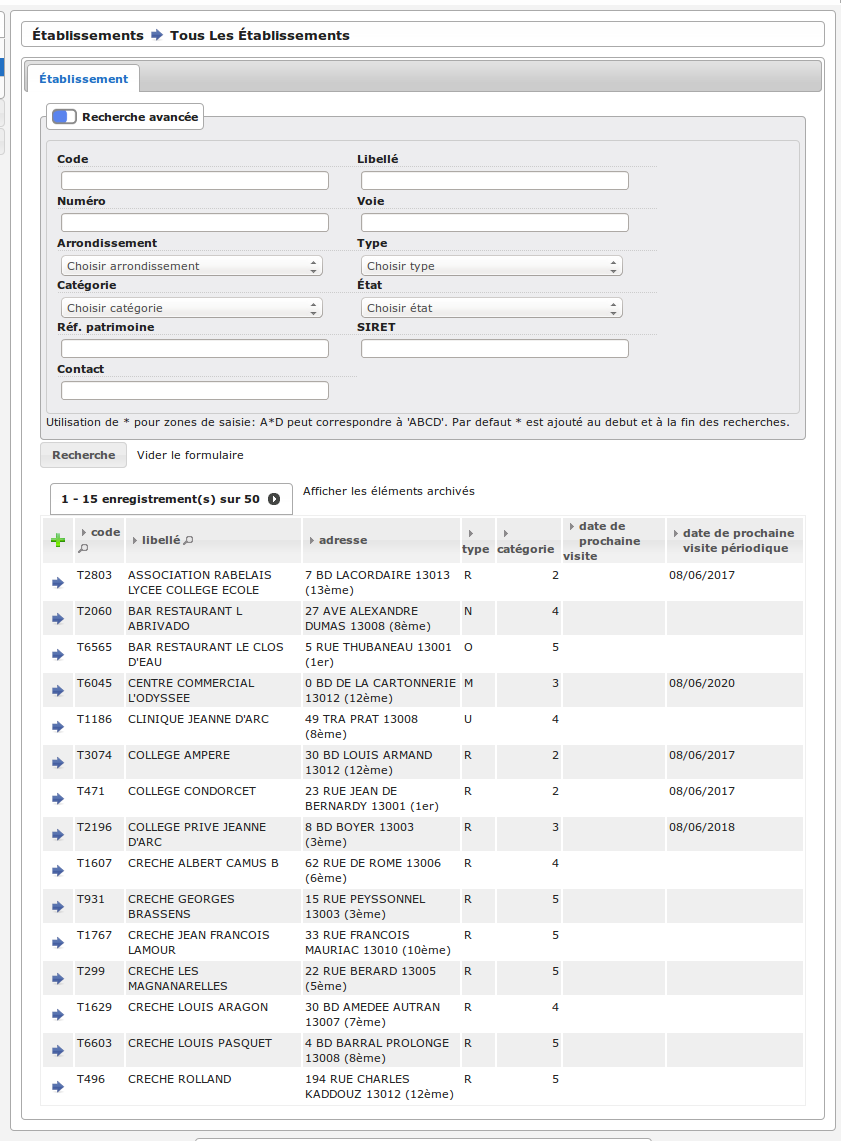 Établissements Tous Les Établissements
Établissement
Recherche avancée
Code Libellé
Numéro Voie
Arrondissement Type
Choisir arrondissement Choisir type
Catégorie État
Choisir catégorie Choisir état
Réf. patrimoine SIRET
Contact
Utilisation de * pour zones de saisie: A*D peut correspondre à 'ABCD'. Par defaut * est ajouté au debut et à la fin des recherches.
Recherche Vider le formulaire
1 - 15 enregistrement(s) sur 50 Afficher les éléments archivés
code libellé adresse type catégorie date de prochaine visite date de prochaine visite périodique
T2803 ASSOCIATION RABELAIS 7 BD LACORDAIRE 13013 R 2 08/06/2017
LYCEE COLLEGE ECOLE (13ème)
T2060 BAR RESTAURANT L 27 AVE ALEXANDRE N 4
ABRIVADO DUMAS 13008 (8ème)
T6565 BAR RESTAURANT LE CLOS 5 RUE THUBANEAU 13001 O 5
D'EAU (1er)
T6045 CENTRE COMMERCIAL 0 BD DE LA CARTONNERIE M 3 08/06/2020
L'ODYSSEE 13012 (12ème)
T1186 CLINIQUE JEANNE D'ARC 49 TRA PRAT 13008 U 4
(8ème)
T3074 COLLEGE AMPERE 30 BD LOUIS ARMAND R 2 08/06/2017
13012 (12ème)
T471 COLLEGE CONDORCET 23 RUE JEAN DE R 2 08/06/2017
BERNARDY 13001 (1er)
T2196 COLLEGE PRIVE JEANNE 8 BD BOYER 13003 R 3 08/06/2018
D'ARC (3ème)
T1607 CRECHE ALBERT CAMUS B 62 RUE DE ROME 13006 R 4
(6ème)
T931 CRECHE GEORGES 15 RUE PEYSSONNEL R 5
BRASSENS 13003 (3ème)
T1767 CRECHE JEAN FRANCOIS 33 RUE FRANCOIS R 5
LAMOUR MAURIAC 13010 (10ème)
T299 CRECHE LES 22 RUE BERARD 13005 R 5
MAGNANARELLES (5ème)
T1629 CRECHE LOUIS ARAGON 30 BD AMEDEE AUTRAN R 4
13007 (7ème)
T6603 CRECHE LOUIS PASQUET 4 BD BARRAL PROLONGE R 5
13008 (8ème)
T496 CRECHE ROLLAND 194 RUE CHARLES R 5
KADDOUZ 13012 (12ème)